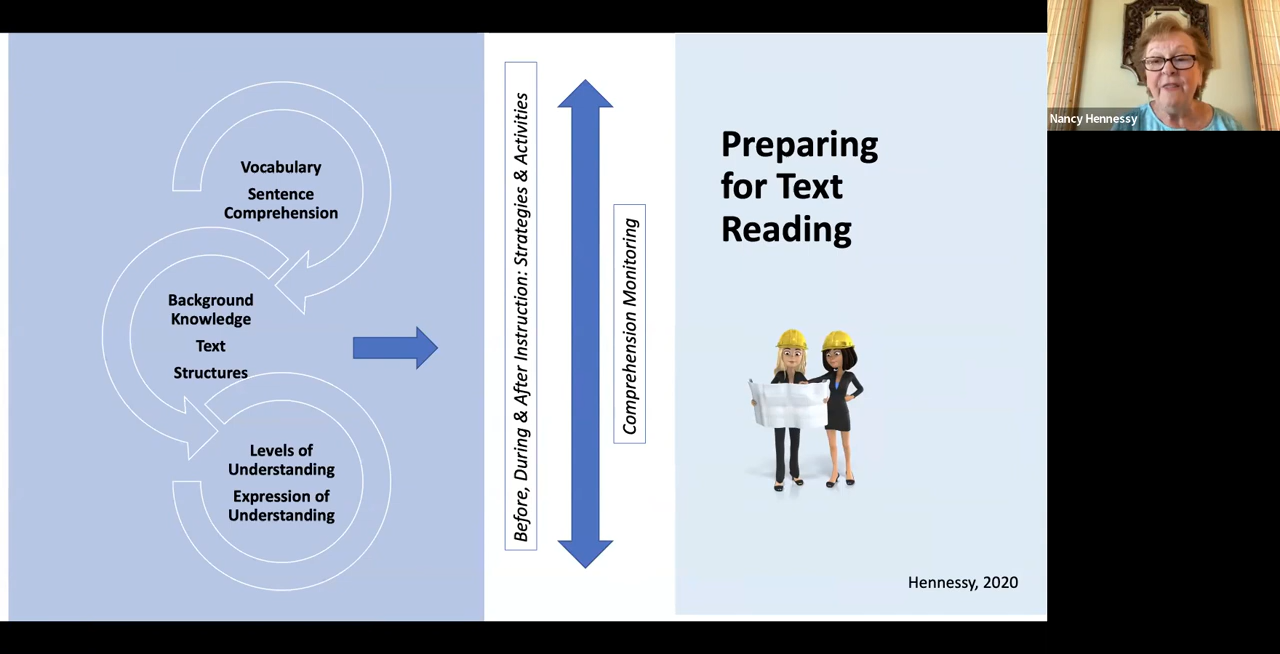 Vocabulary
Sentence
Comprehension
Background
Knowledge
Text
Structures
Levels of
Understanding
Expression of
Understanding
Before, During & After Instruction: Strategies & Activities
Comprehension Monitoring
Preparing
for Text
Reading
Hennessy, 2020
Nancy Hennessy